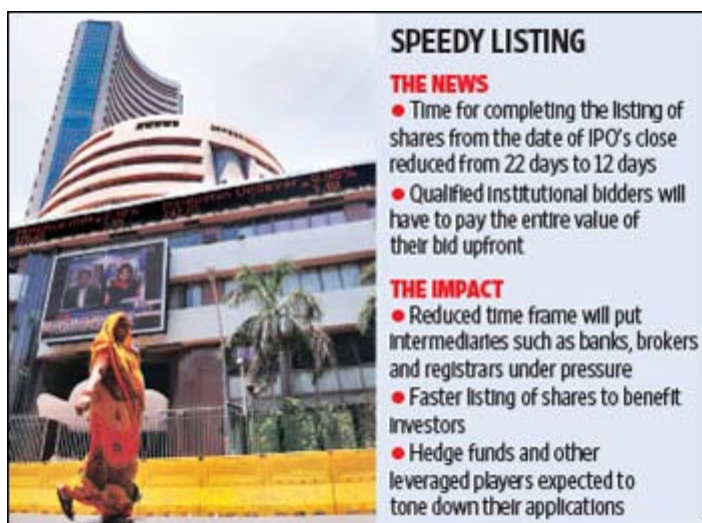 SPEEDY LISTING
THE NEWS
● Time for completing the listing of
shares from the date of IPO's close
reduced from 22 days to 12 days
● Qualified institutional bidders will
have to pay the entire value of
their bid upfront
THE IMPACT
● Reduced time frame will put
intermediaries such as banks, brokers
and registrars under pressure
● Faster listing of shares to benefit
investors
● Hedge funds and other
leveraged players expected to
tone down their applications